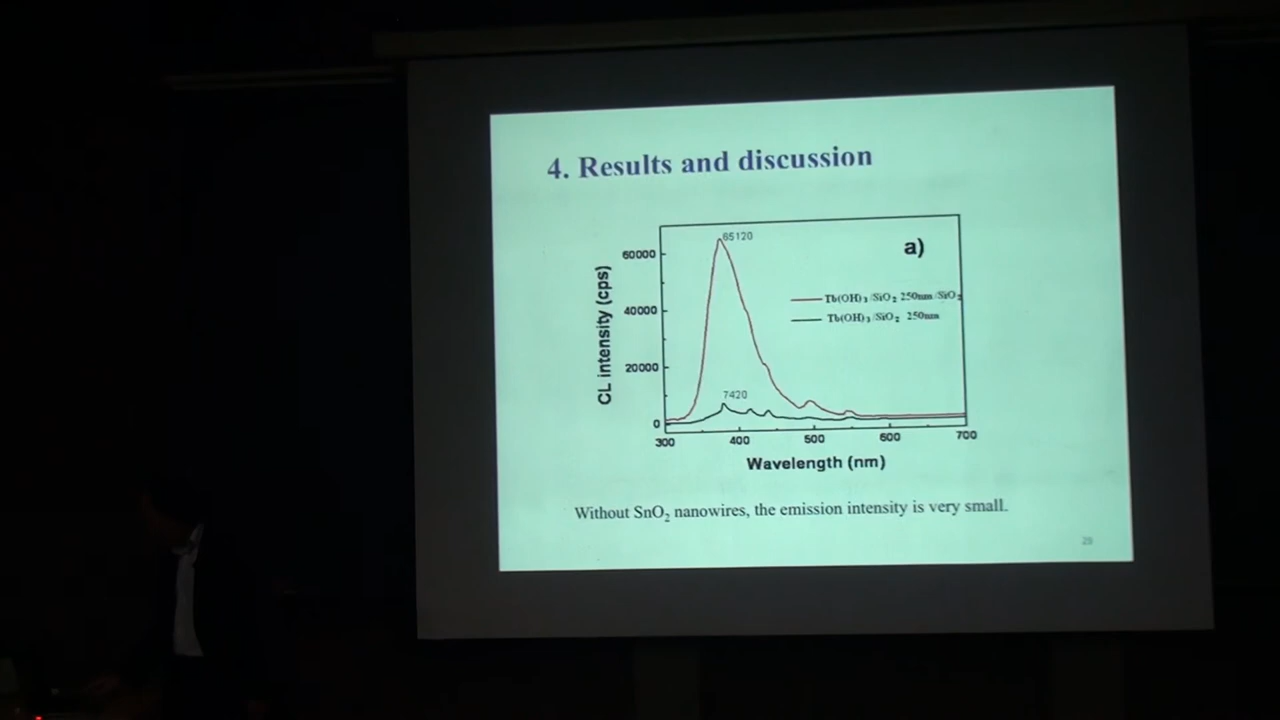 4. Results and discussion
65120
a)
60000
40000
20000
0
CL intensity (cps)
Tb(OH)3/SiO2 250nm/SiO2
Tb(OH)3/SiO2 250nm
7420
300 400 500 600 700
Wavelength (nm)
Without SnO2 nanowires, the emission intensity is very small.
29